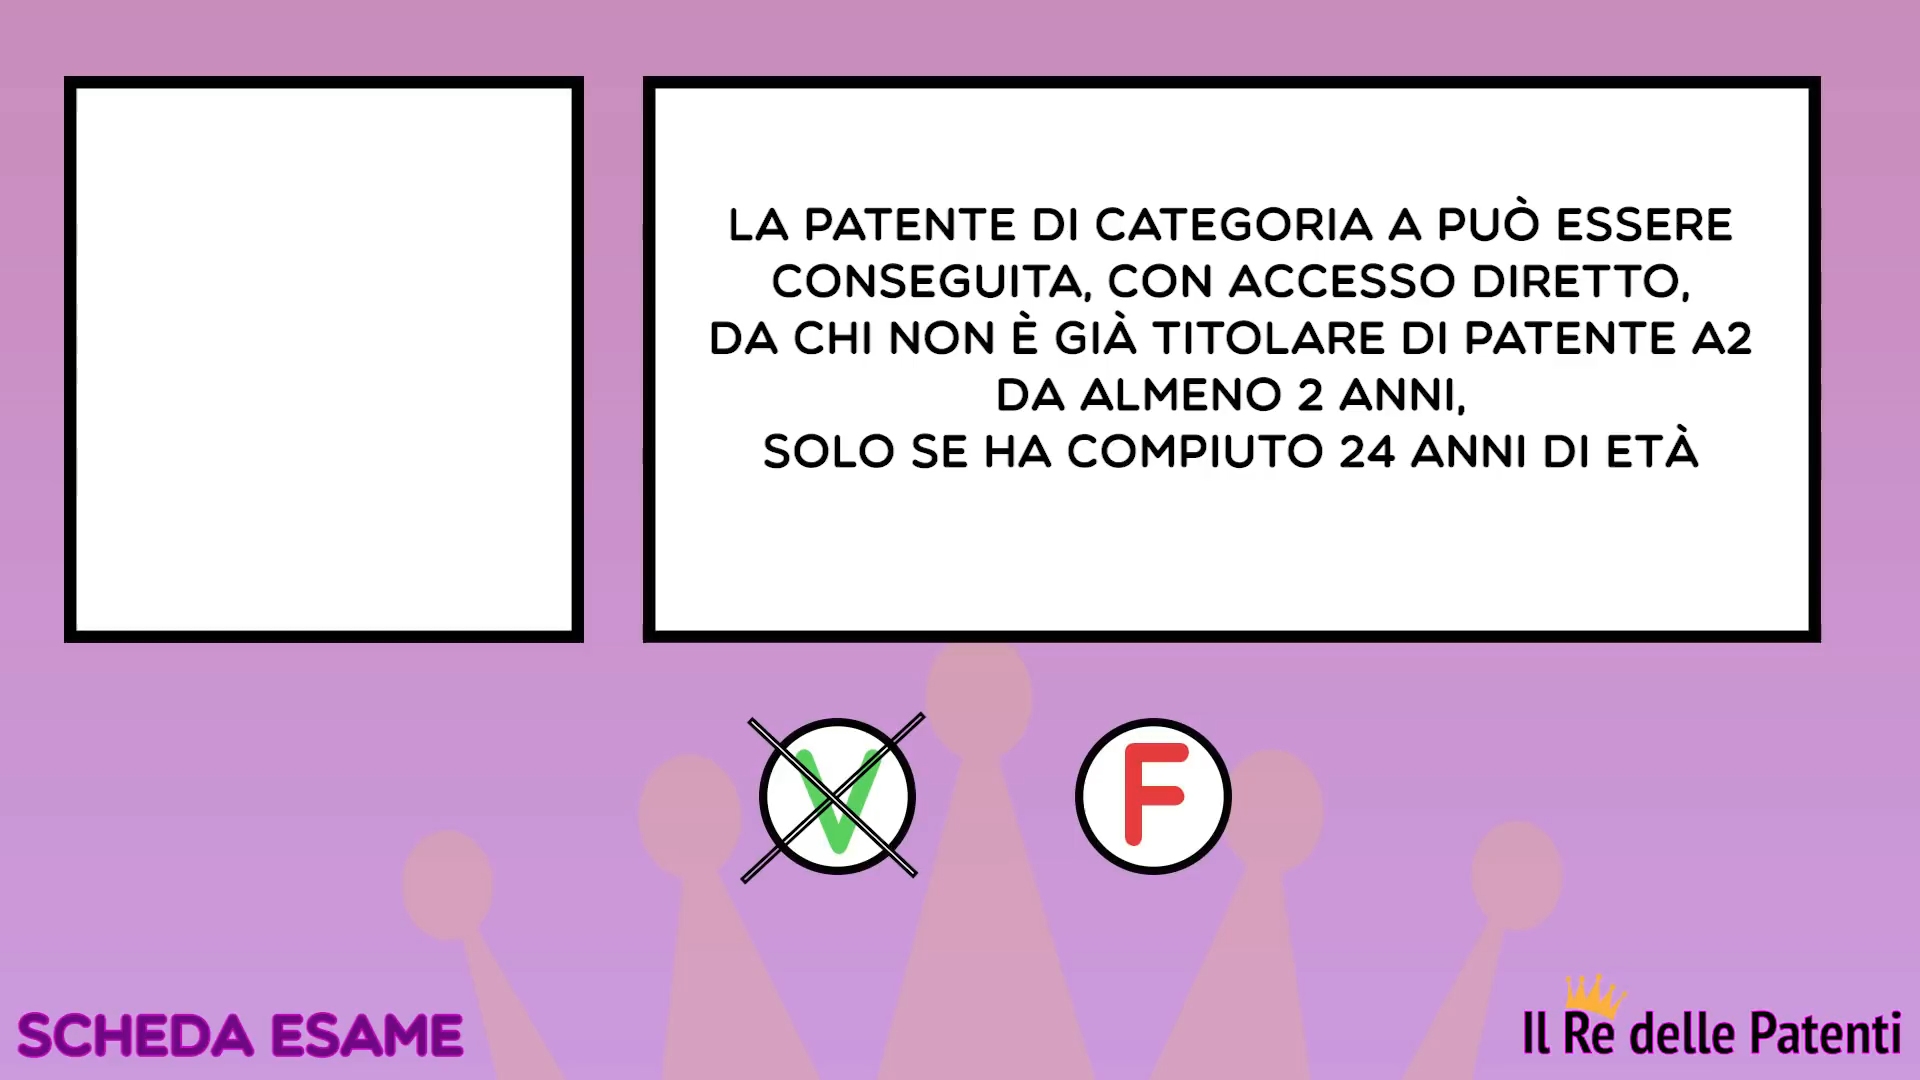 LA PATENTE DI CATEGORIA A PUÒ ESSERE
CONSEGUITA, CON ACCESSO DIRETTO,
DA CHI NON È GIÀ TITOLARE DI PATENTE A2
DA ALMENO 2 ANNI,
SOLO SE HA COMPIUTO 24 ANNI DI ETÀ
V F
SCHEDA ESAME
Il Re delle Patenti